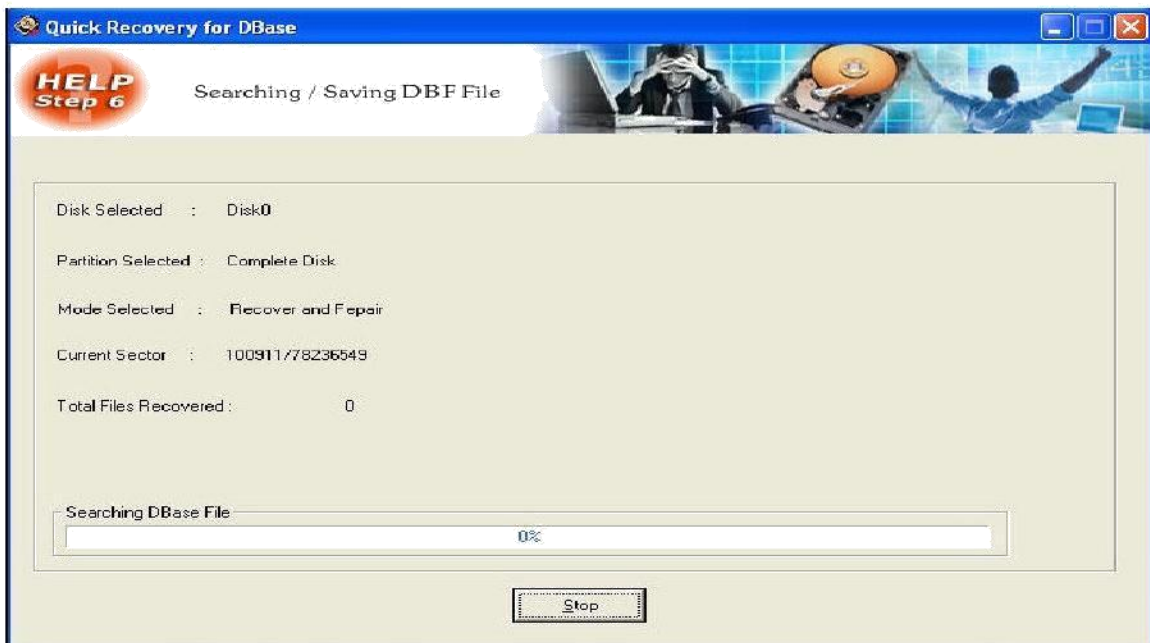 Quick Recovery for DBase
HELP
Step 6
Searching / Saving DBF File
Disk Selected : Disk0
Partition Selected : Complete Disk
Mode Selected : Recover and Fepair
Current Sector : 100911/78236549
Total Files Recovered : 0
Searching DBase File
0%
Stop